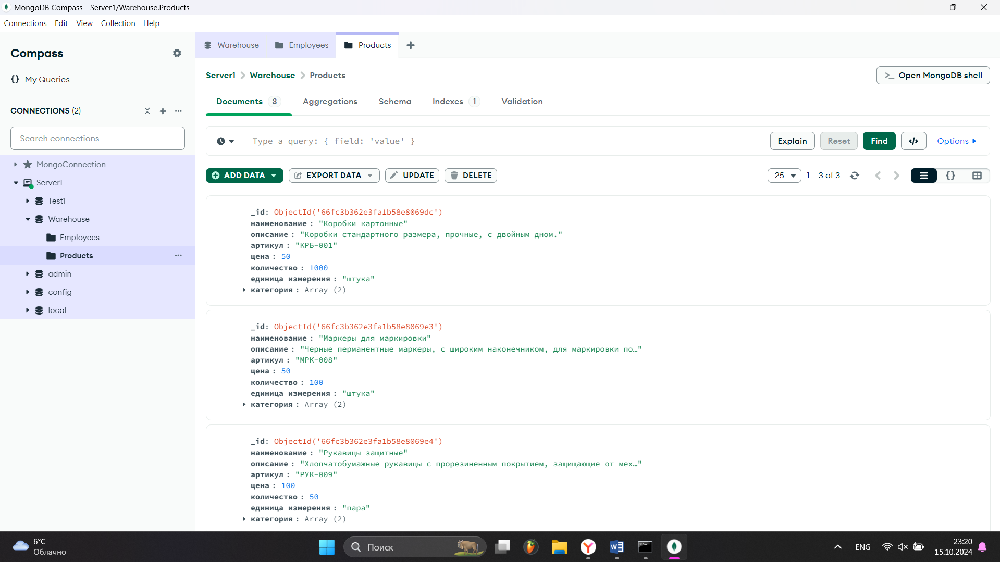 MongoDB Compass - Server1/Warehouse.Products
Connections Edit View Collection Help
Compass
{} My Queries
CONNECTIONS (2)
Search connections
MongoConnection
Server1
Test1
Warehouse
Employees
Products
admin
config
local
Warehouse Employees Products
Server1 Warehouse Products
>_ Open MongoDB shell
Documents 3 Aggregations Schema Indexes 1 Validation
Type a query: { field: 'value' }
Explain Reset Find </> Options
ADD DATA EXPORT DATA UPDATE DELETE
25 1 – 3 of 3 {}
_id: ObjectId('66fc3b362e3fa1b58e8069dc')
наименование : "Коробки картонные"
описание : "Коробки стандартного размера, прочные, с двойным дном."
артикул : "КРБ-001"
цена : 50
количество : 1000
единица измерения : "штука"
категория : Array (2)
_id: ObjectId('66fc3b362e3fa1b58e8069e3')
наименование : "Маркеры для маркировки"
описание : "Черные перманентные маркеры, с широким наконечником, для маркировки по…"
артикул : "МРК-008"
цена : 50
количество : 100
единица измерения : "штука"
категория : Array (2)
_id: ObjectId('66fc3b362e3fa1b58e8069e4')
наименование : "Рукавицы защитные"
описание : "Хлопчатобумажные рукавицы с прорезиненным покрытием, защищающие от мех…"
артикул : "РУК-009"
цена : 100
количество : 50
единица измерения : "пара"
категория : Array (2)
6°C
Облачно
Поиск
ENG
23:20
15.10.2024